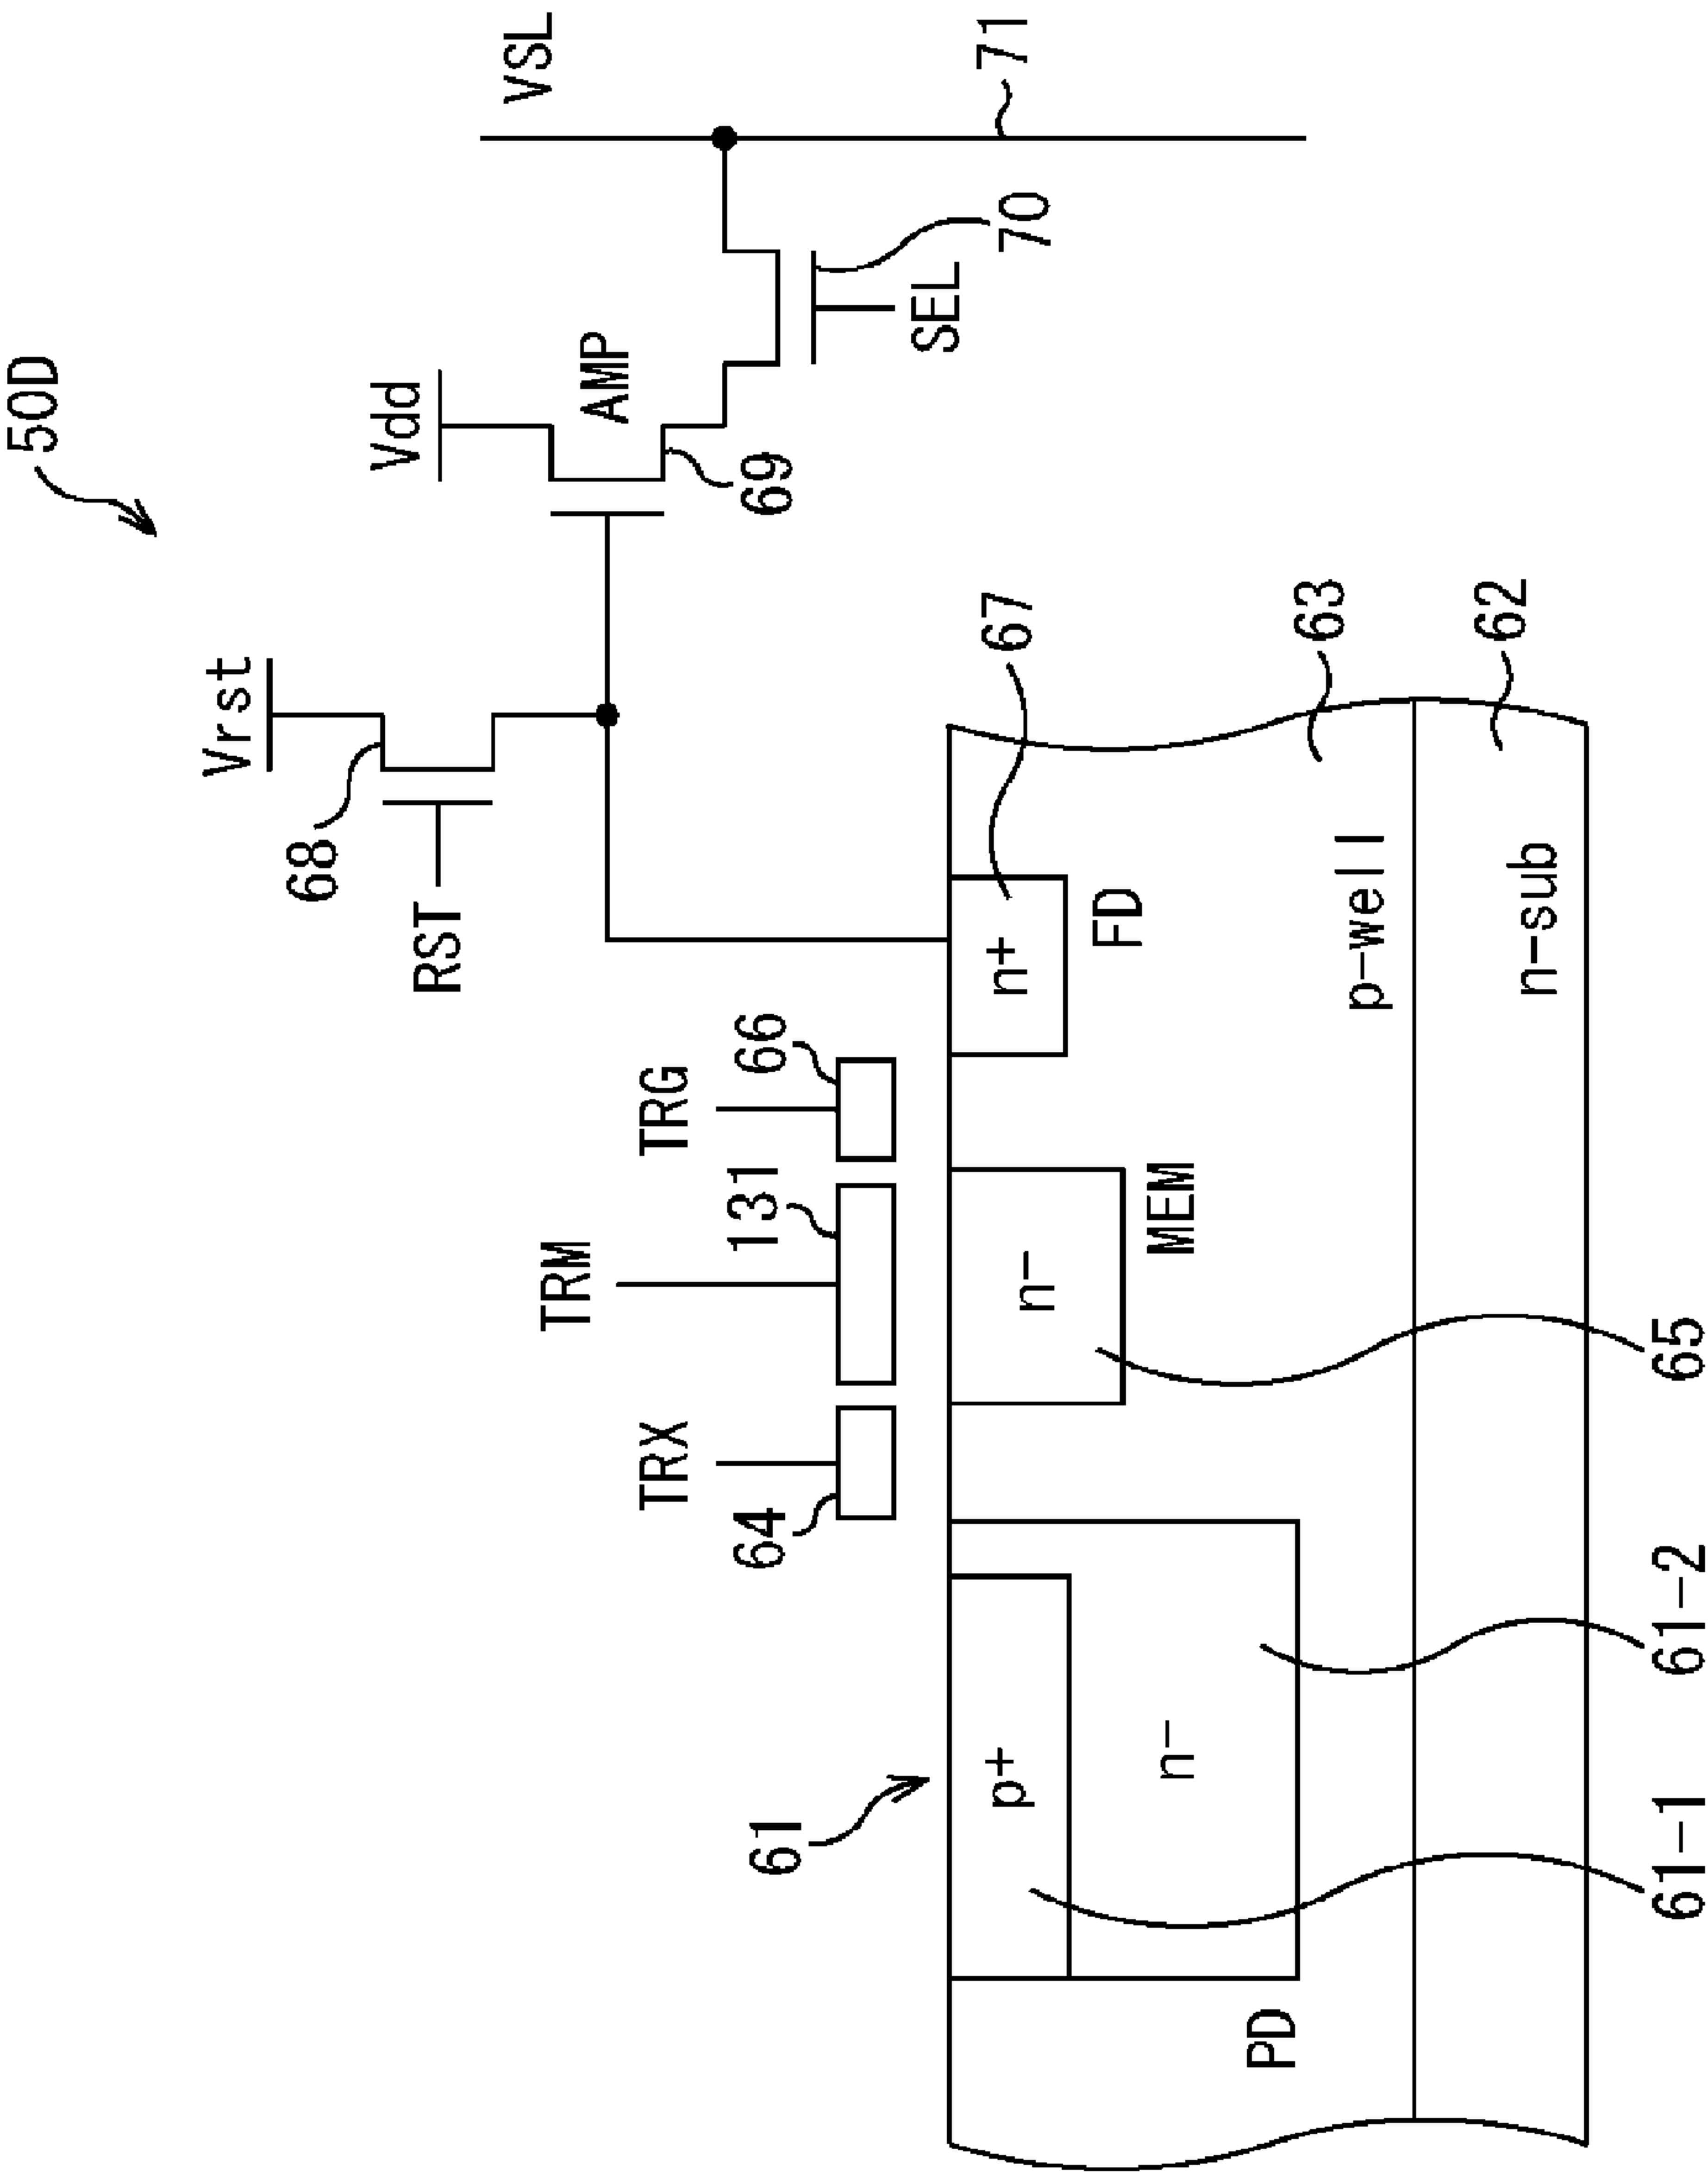 50D
Vrst
Vdd
VSL
68
RST
AMP
69
SEL
70
71
TRM
TRX
TRG
64
131
66
61
67
p+
n-
n-
n+
FD
MEM
PD
63
p-well
62
n-sub
61-1
61-2
65